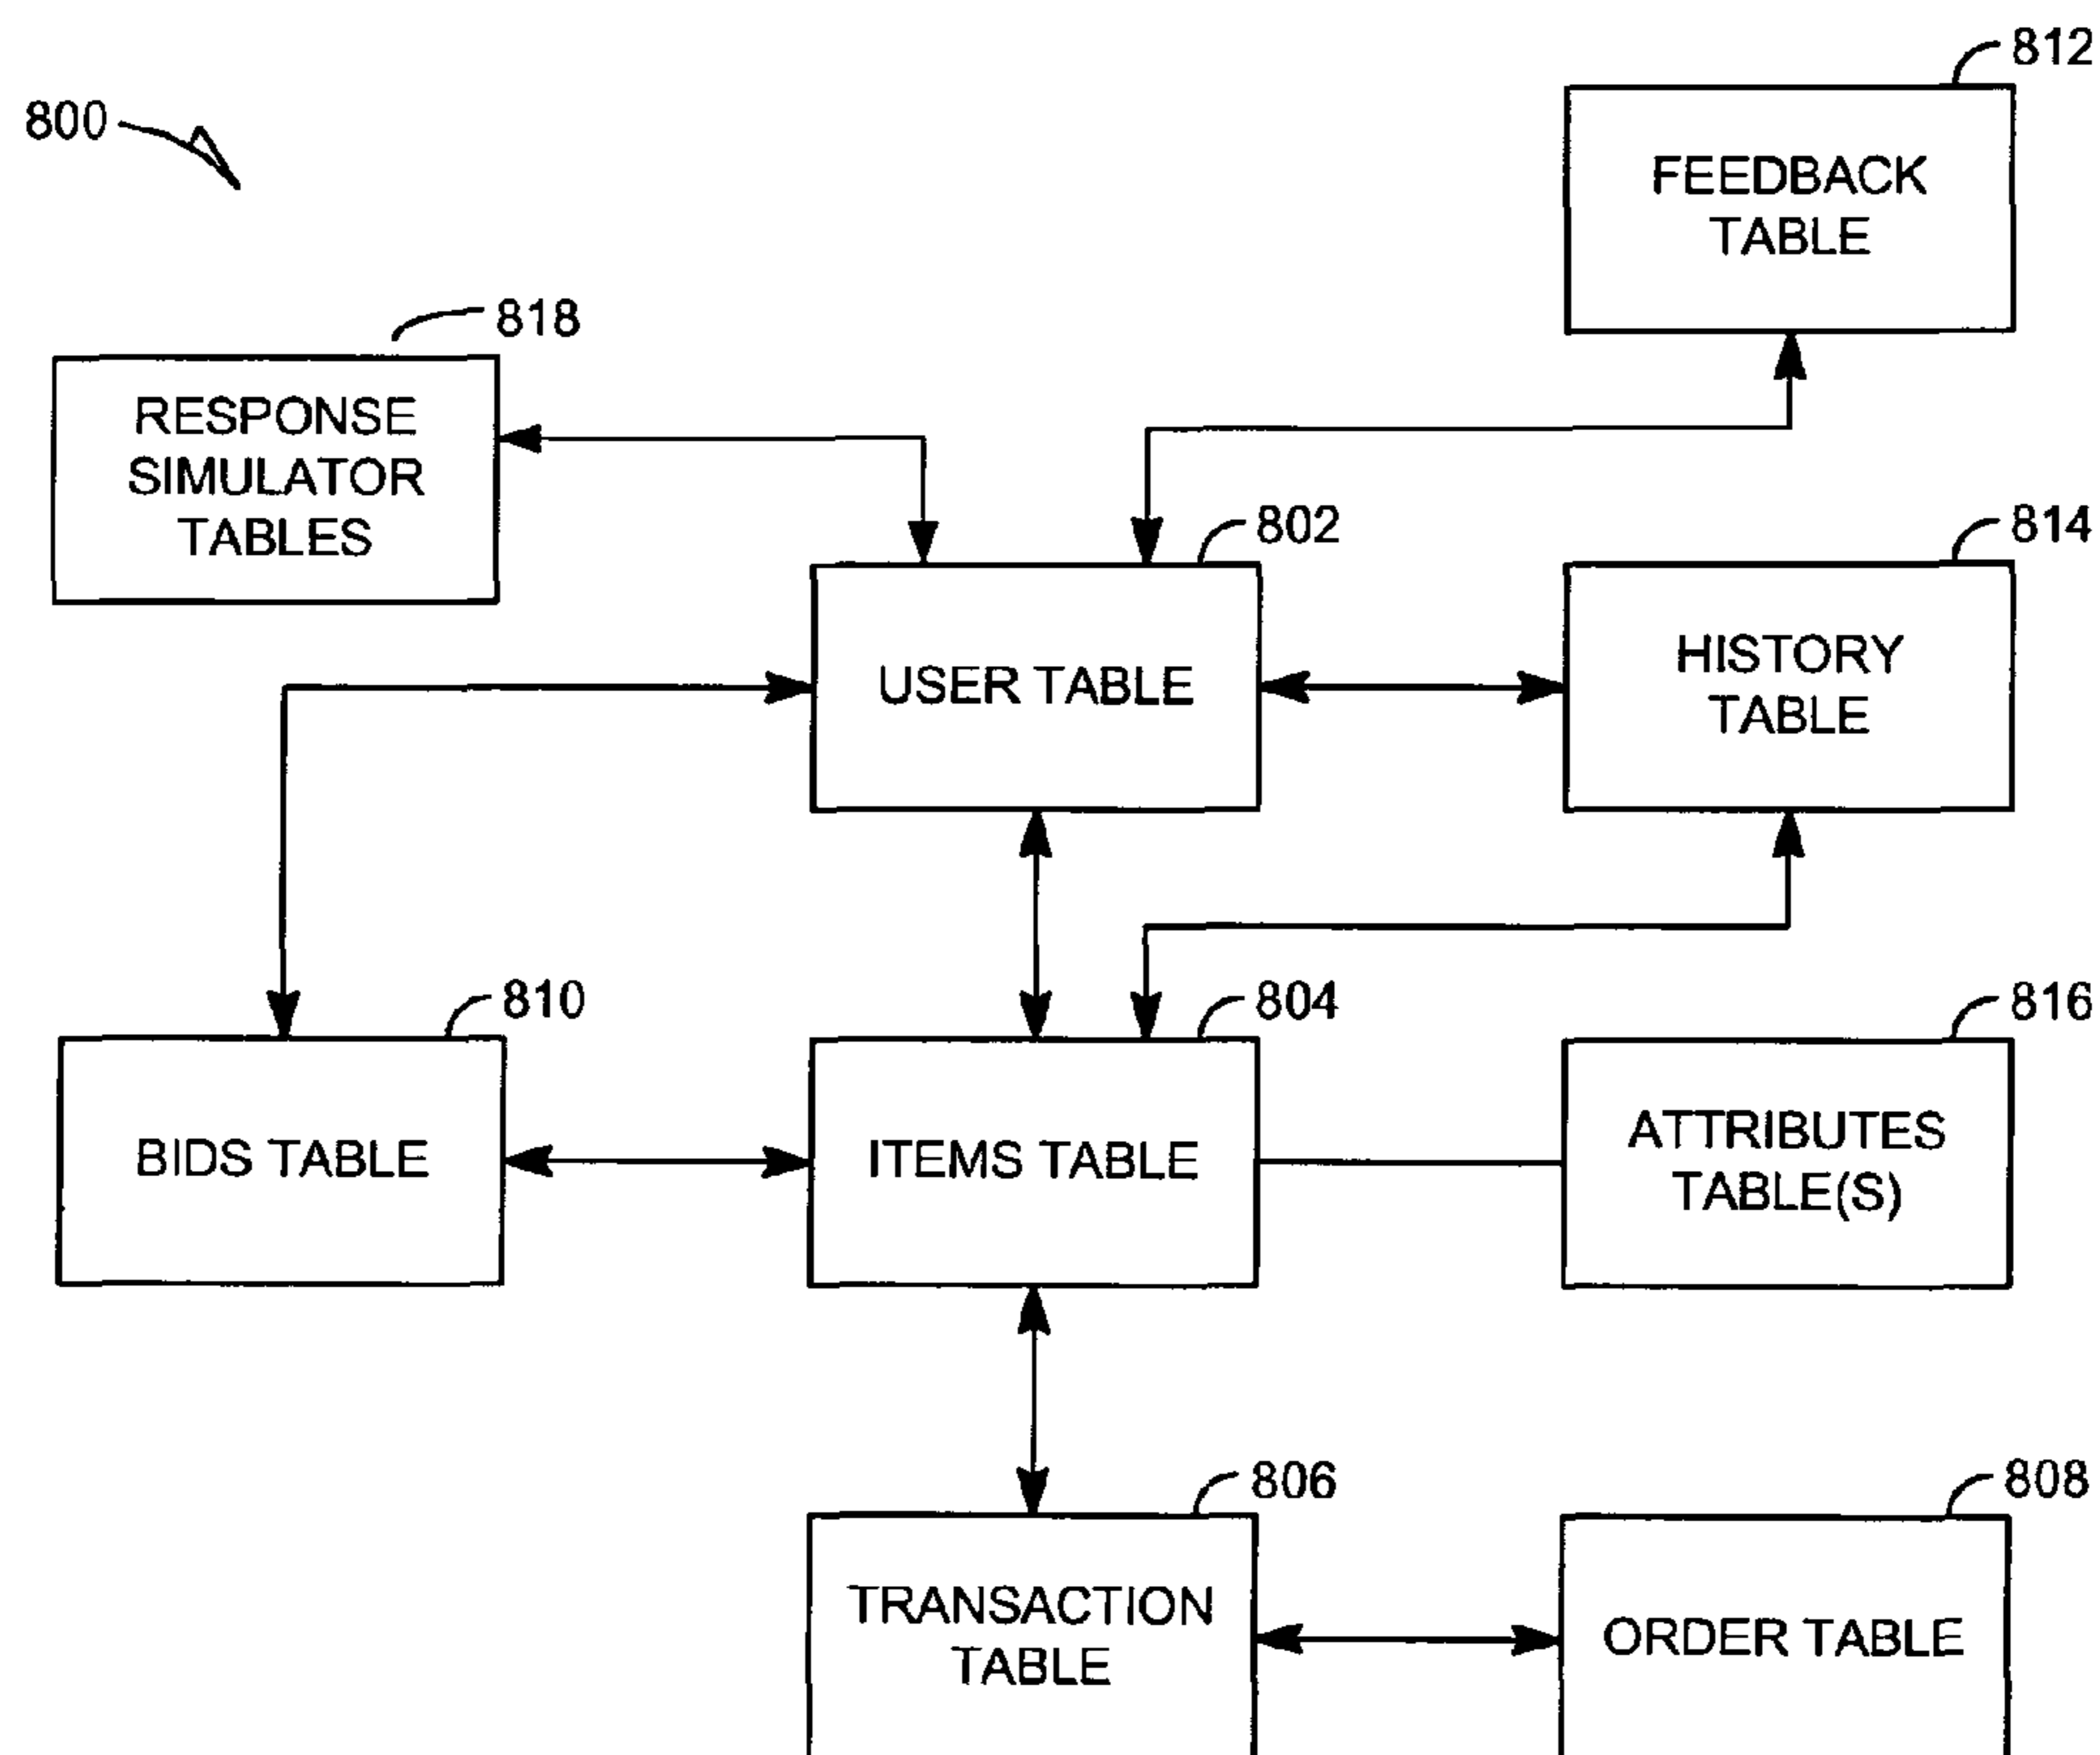 812
800
FEEDBACK
TABLE
818
RESPONSE
SIMULATOR
TABLES
802
814
USER TABLE
HISTORY
TABLE
810
804
816
BIDS TABLE
ITEMS TABLE
ATTRIBUTES
TABLE(S)
806
808
TRANSACTION
TABLE
ORDER TABLE